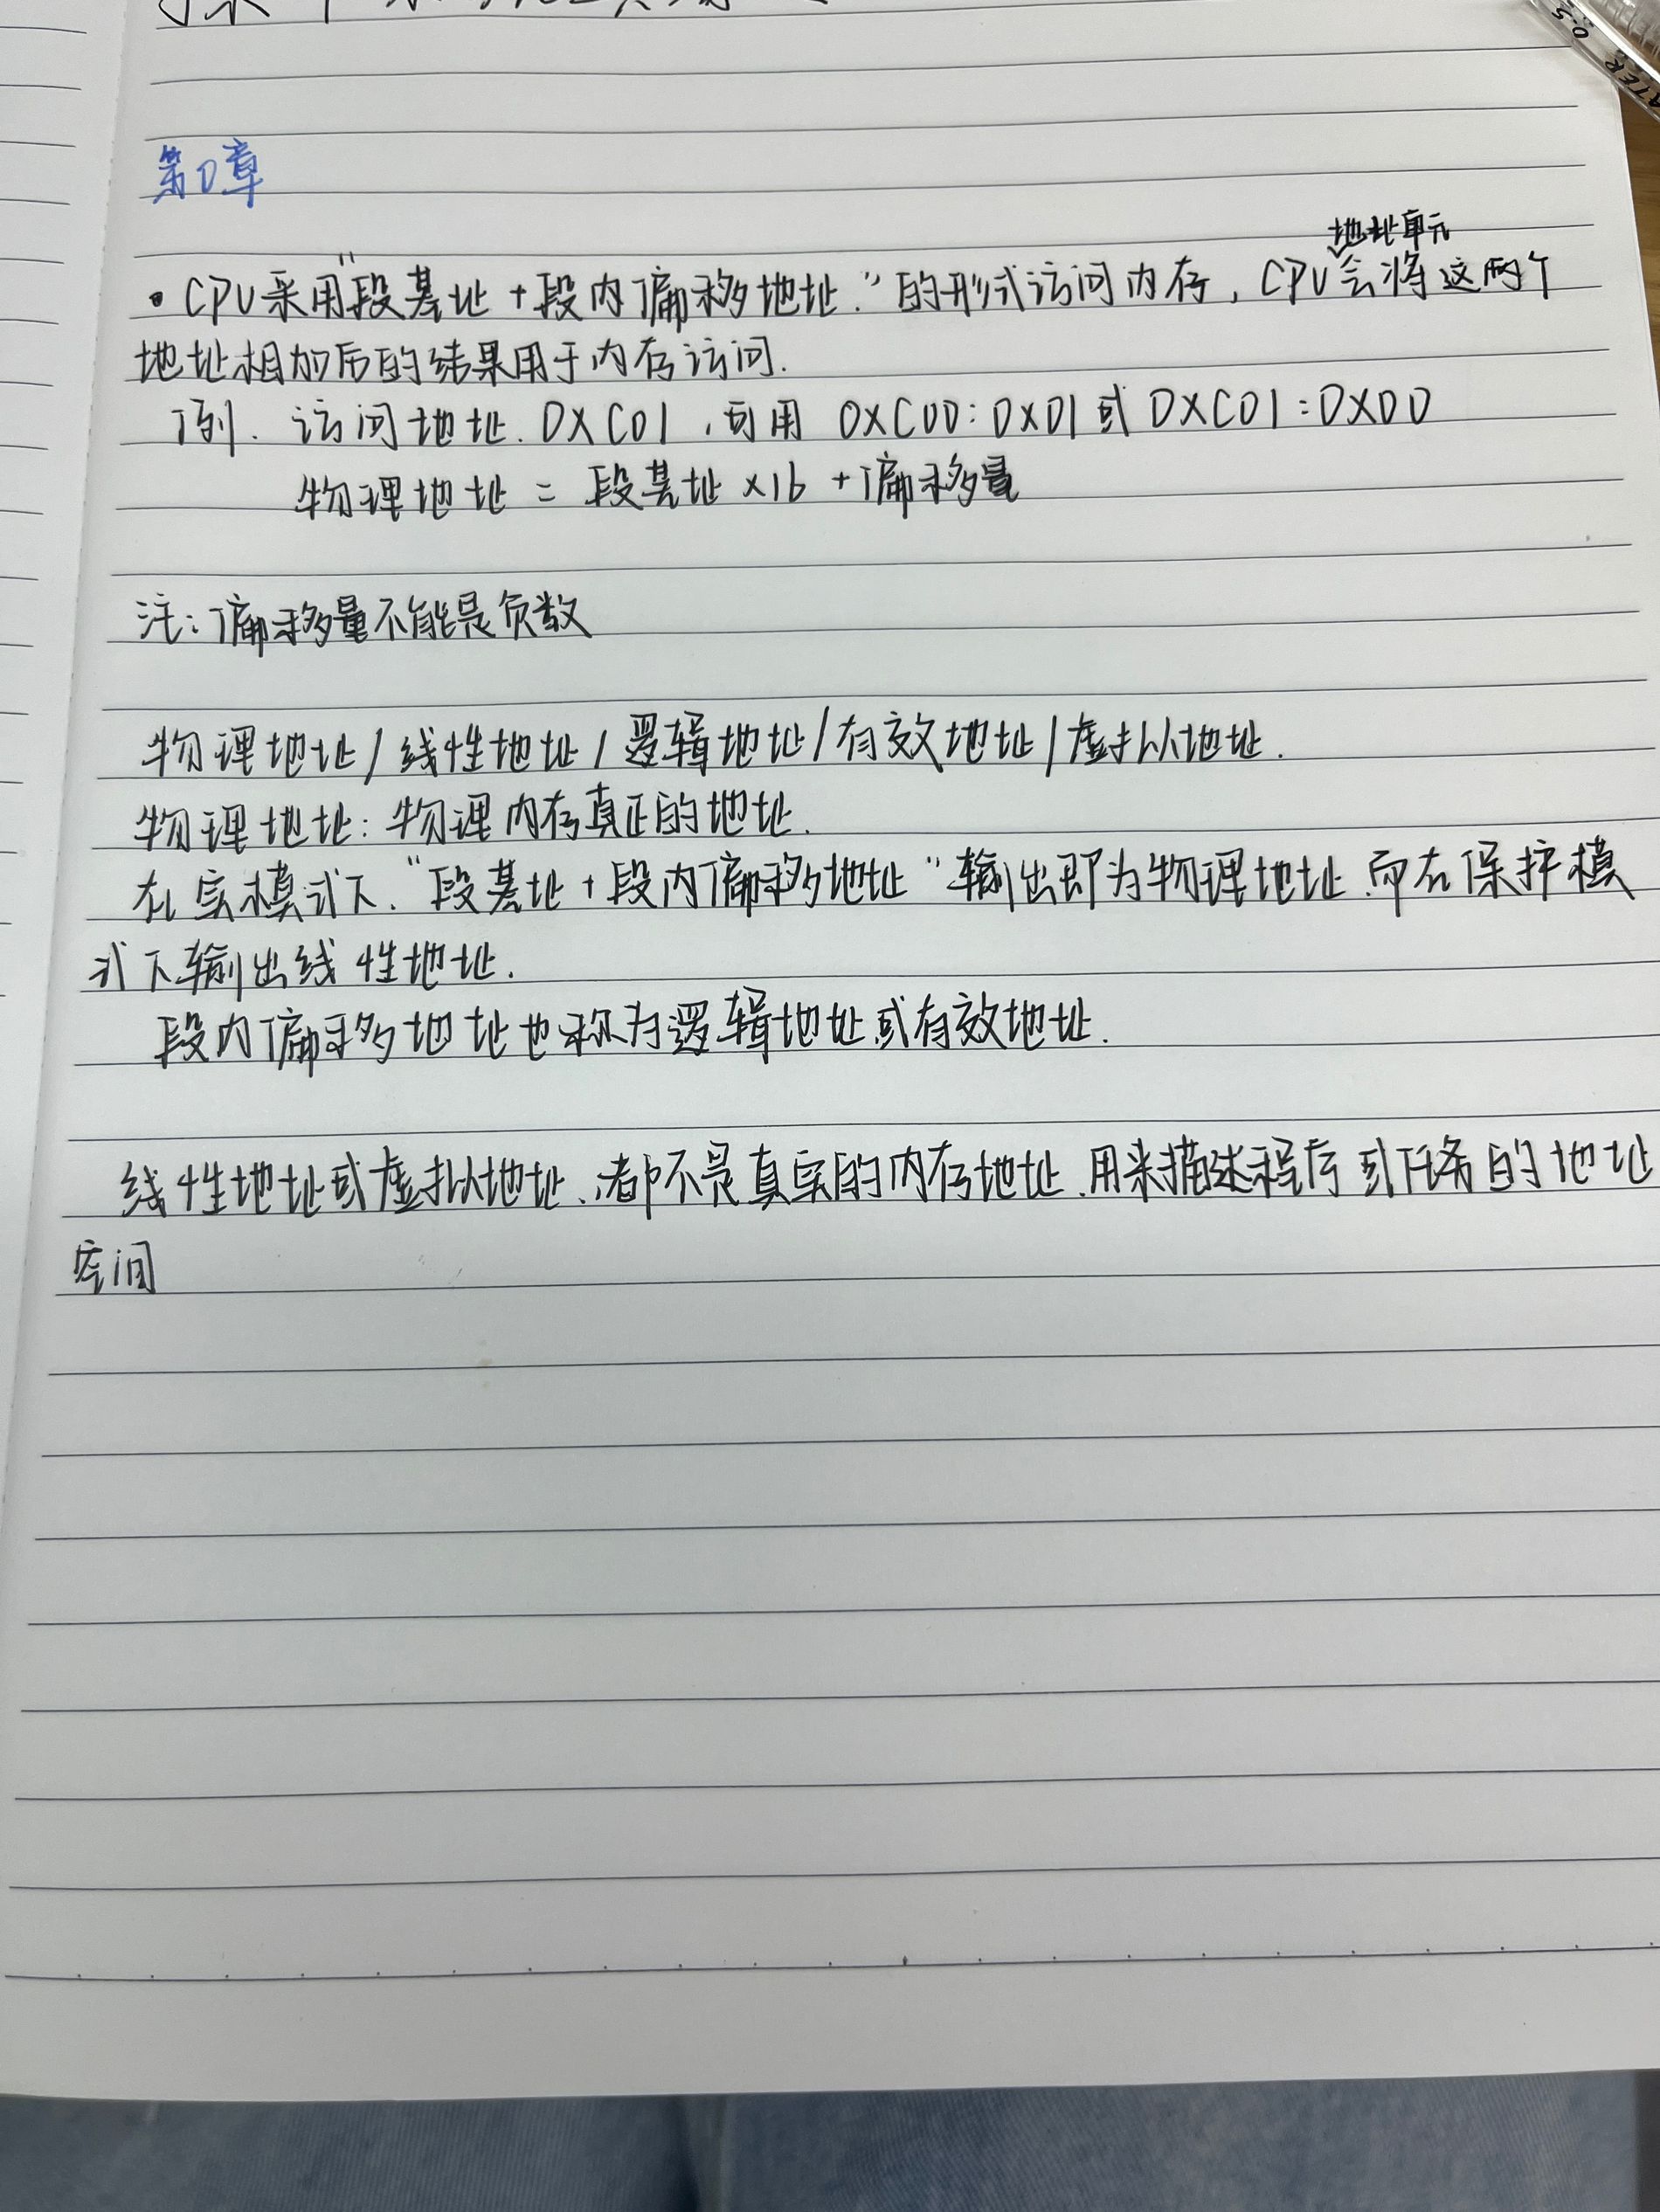 第0章
地址单元
• CPU采用"段基址+段内偏移地址."的形式访问内存,CPU会将这两个
地址相加后的结果用于内存访问.
例. 访问地址. 0XC01,可用 0XC00:0X01或 0XC01:0X00
物理地址 = 段基址 ×16 +偏移量
注:偏移量不能是负数
物理地址/线性地址/逻辑地址/有效地址/虚拟地址.
物理地址:物理内存真正的地址.
在实模式下."段基址+段内偏移地址"输出即为物理地址.而在保护模
式下输出线性地址.
段内偏移地址也称为逻辑地址或有效地址.
线性地址或虚拟地址.都不是真实的内存地址.用来描述程序或任务的地址
空间
0.5